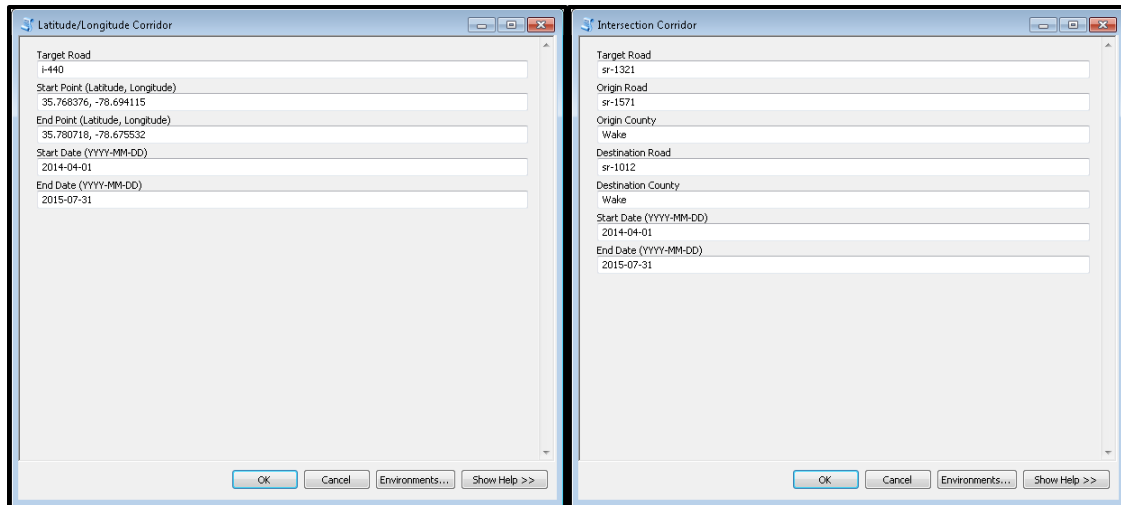 Latitude/Longitude Corridor
Target Road
i-440
Start Point (Latitude, Longitude)
35.768376, -78.694115
End Point (Latitude, Longitude)
35.780718, -78.675532
Start Date (YYYY-MM-DD)
2014-04-01
End Date (YYYY-MM-DD)
2015-07-31
OK
Cancel
Environments...
Show Help >>
Intersection Corridor
Target Road
sr-1321
Origin Road
sr-1571
Origin County
Wake
Destination Road
sr-1012
Destination County
Wake
Start Date (YYYY-MM-DD)
2014-04-01
End Date (YYYY-MM-DD)
2015-07-31
OK
Cancel
Environments...
Show Help >>